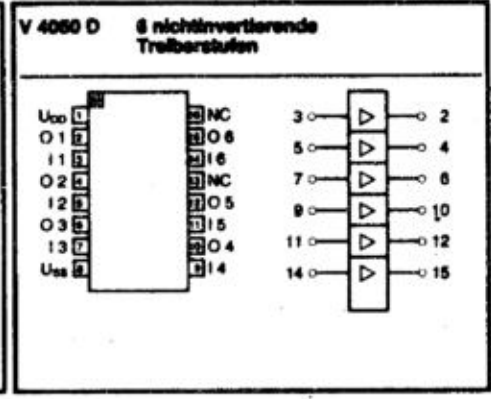 V 4050 D 6 nichtinvertierende
Treiberstufen
UDD 1 16 NC
O 1 2 15 O 6
I 1 3 14 I 6
O 2 4 13 NC
I 2 5 12 O 5
O 3 6 11 I 5
I 3 7 10 O 4
USS 8 9 I 4
3 2
5 4
7 6
9 10
11 12
14 15